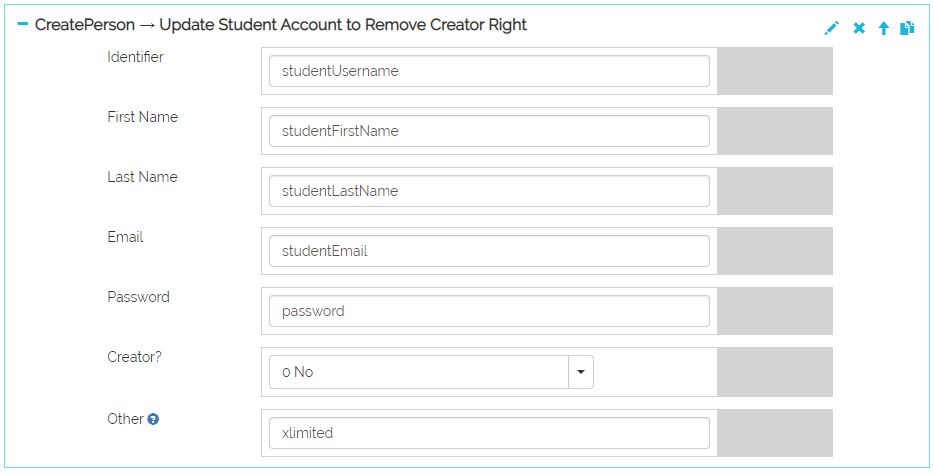 CreatePerson → Update Student Account to Remove Creator Right
Identifier
studentUsername
First Name
studentFirstName
Last Name
studentLastName
Email
studentEmail
Password
password
Creator?
0 No
Other
xlimited